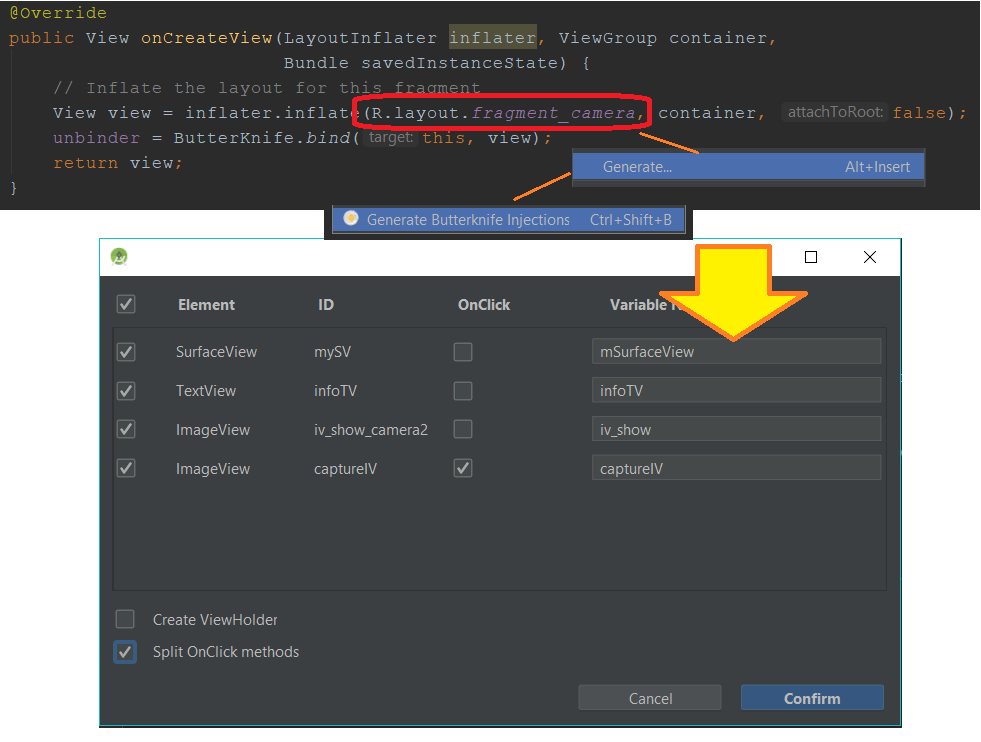 @Override
public View onCreateView(LayoutInflater inflater, ViewGroup container,
Bundle savedInstanceState) {
// Inflate the layout for this fragment
View view = inflater.inflate(R.layout.fragment_camera, container, attachToRoot: false);
unbinder = ButterKnife.bind( target: this, view);
return view;
}
Generate... Alt+Insert
Generate Butterknife Injections Ctrl+Shift+B
Element ID OnClick Variable
SurfaceView mySV mSurfaceView
TextView infoTV infoTV
ImageView iv_show_camera2 iv_show
ImageView captureIV captureIV
Create ViewHolder
Split OnClick methods
Cancel Confirm